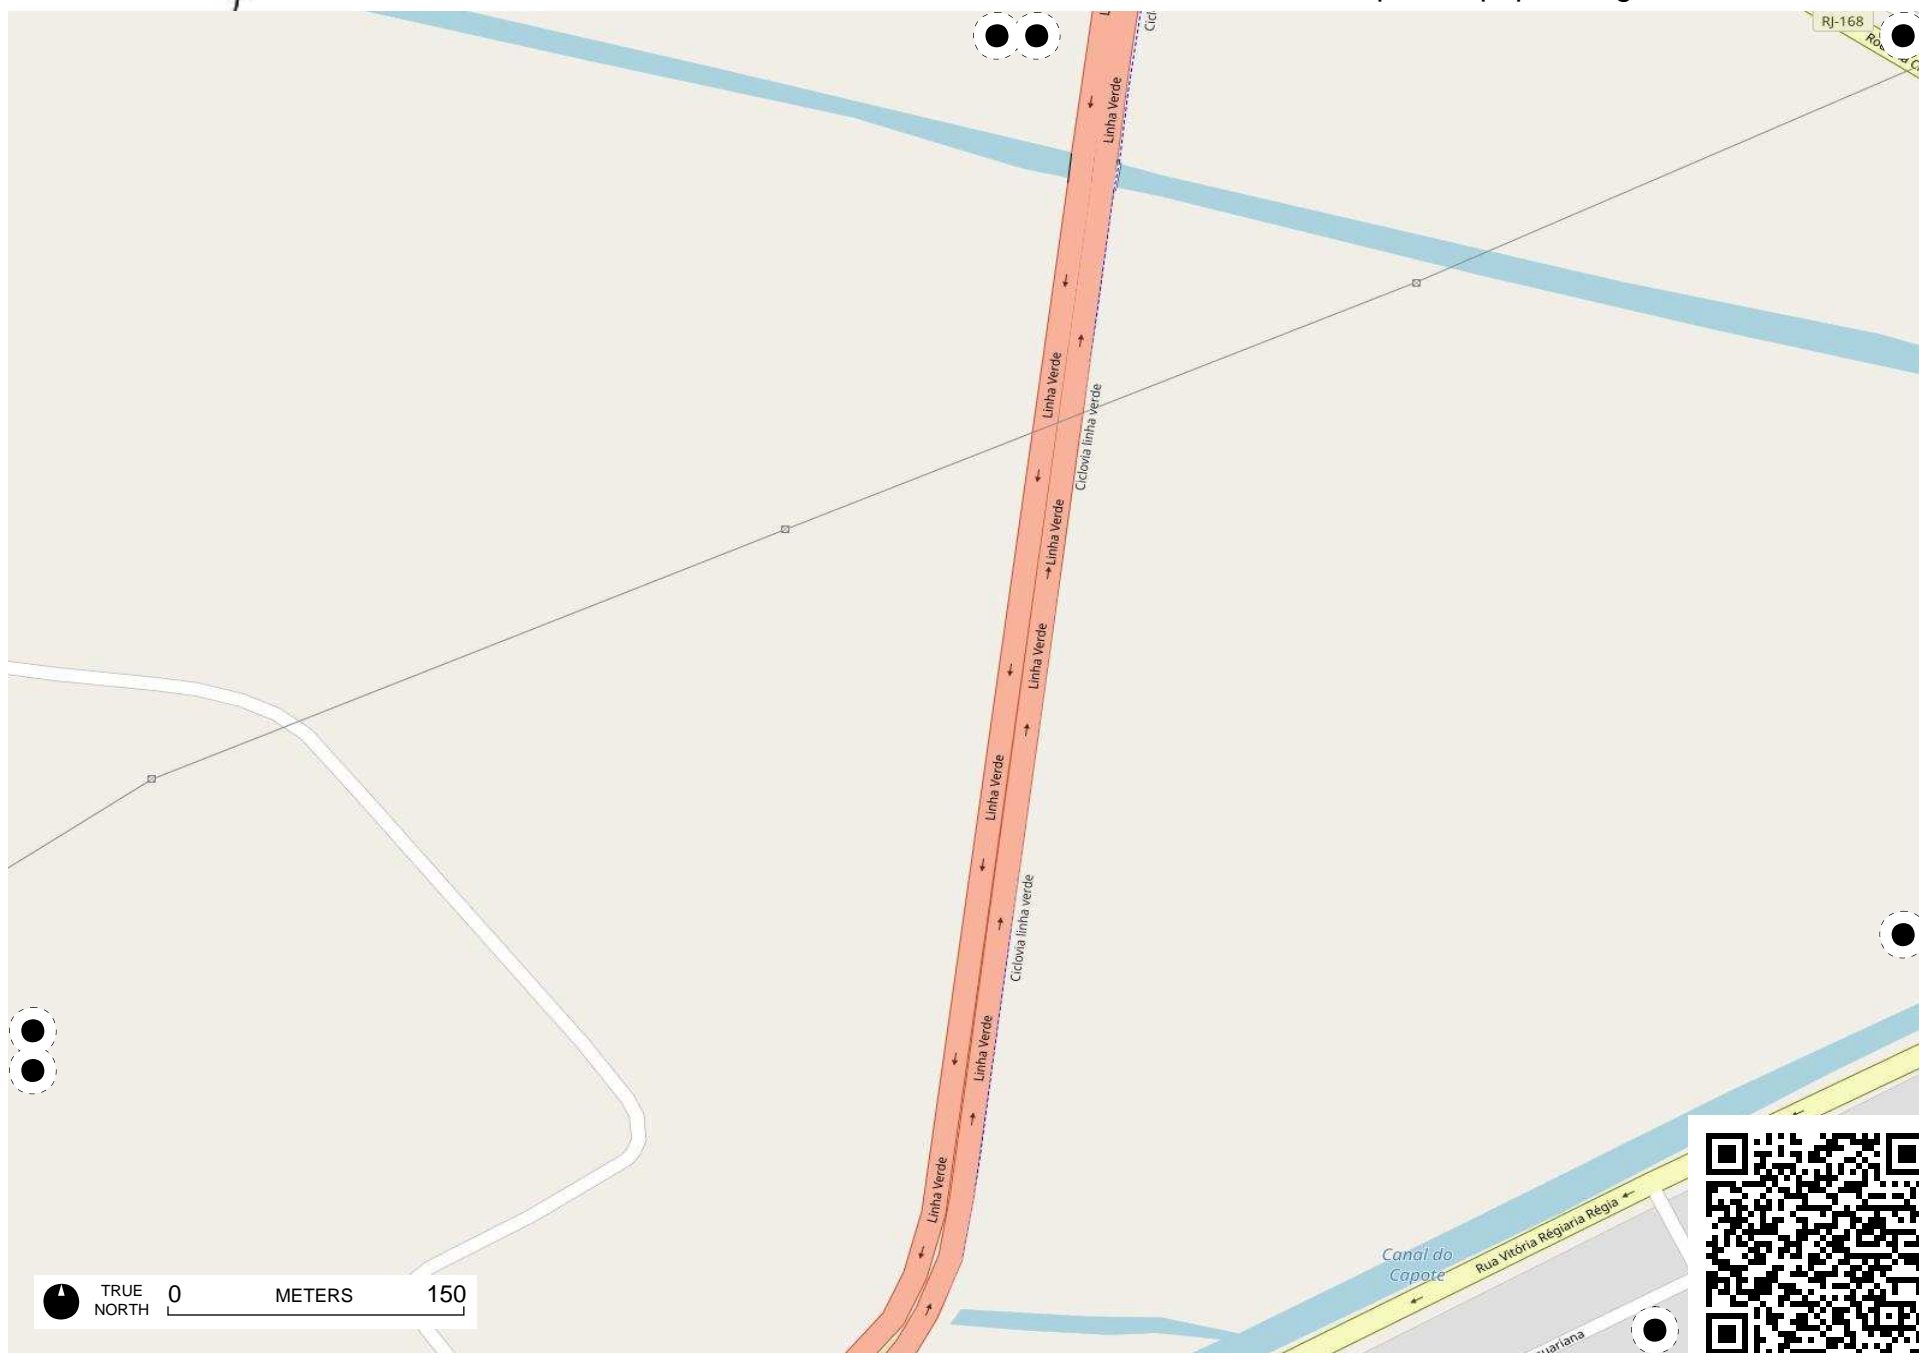 RJ-168
Linha Verde
Linha Verde
Ciclovia linha verde
Linha Verde
Linha Verde
Linha Verde
Ciclovia linha verde
Linha Verde
Linha Verde
Rua Vitória Régiaria Régia
Canal do
Capote
TRUE
NORTH
0
METERS
150